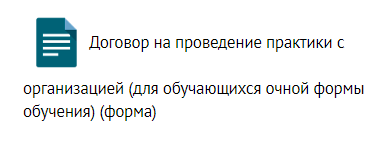 Договор на проведение практики с
организацией (для обучающихся очной формы
обучения) (форма)